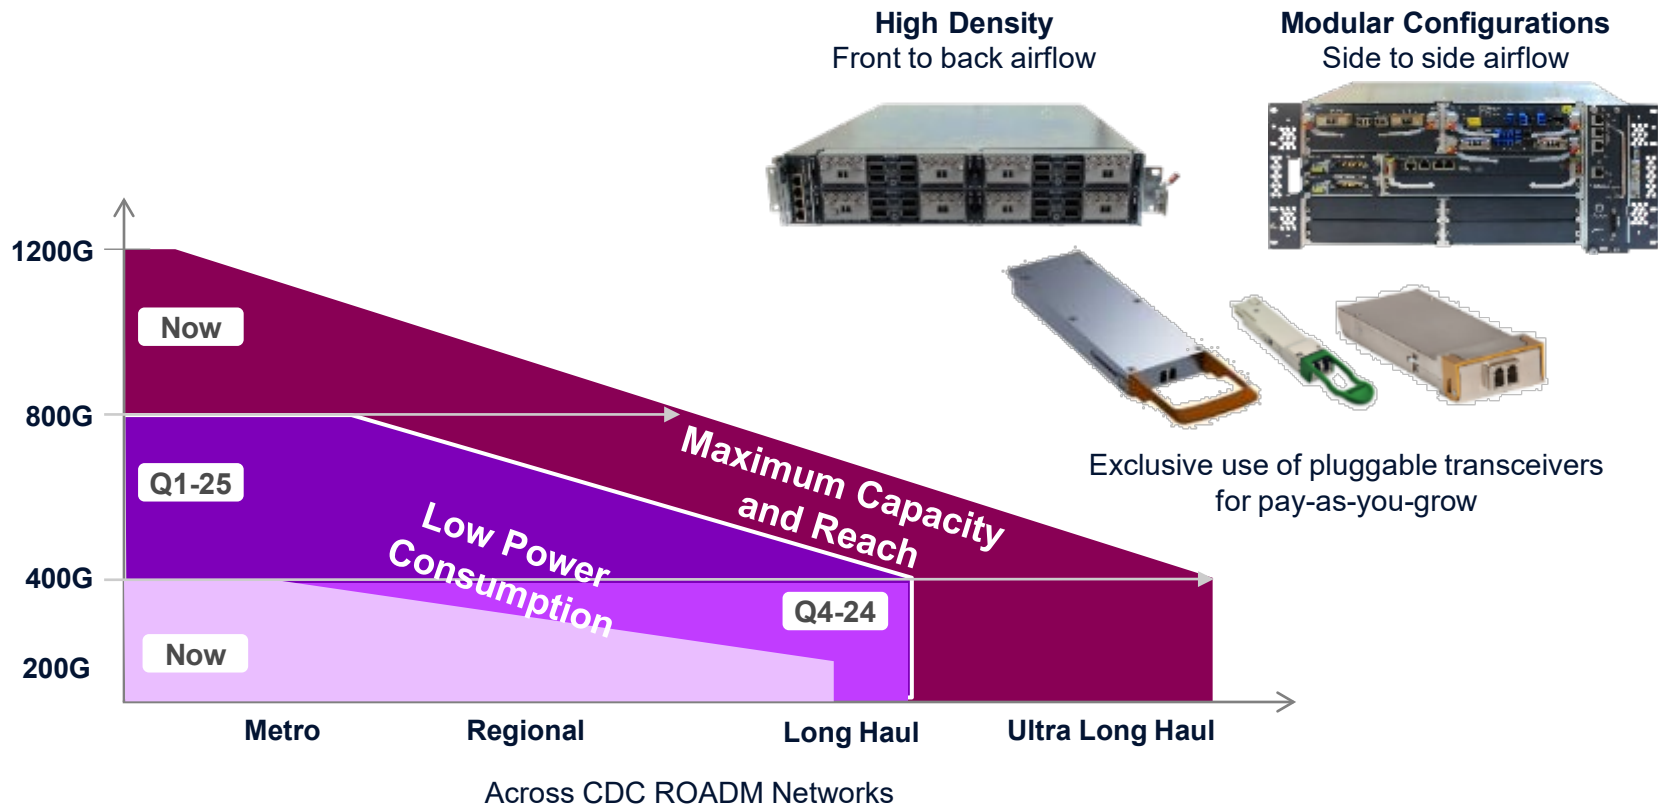 High Density
Front to back airflow
Modular Configurations
Side to side airflow
1200G
Now
800G
Maximum Capacity
and Reach
Exclusive use of pluggable transceivers
for pay-as-you-grow
Q1-25
Low Power
Consumption
400G
Q4-24
Now
200G
Metro
Regional
Long Haul
Ultra Long Haul
Across CDC ROADM Networks